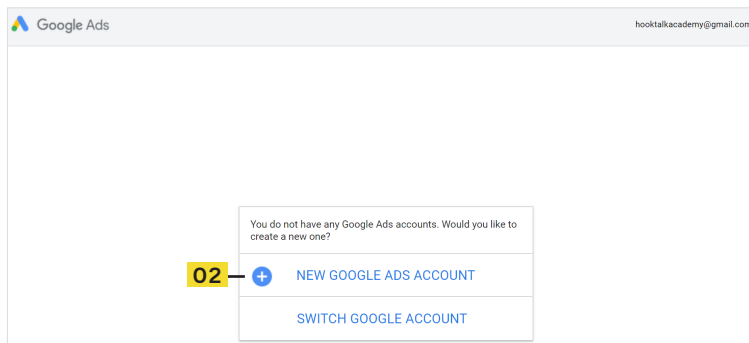 Google Ads
hooktalkacademy@gmail.com
You do not have any Google Ads accounts. Would you like to
create a new one?
02
NEW GOOGLE ADS ACCOUNT
SWITCH GOOGLE ACCOUNT